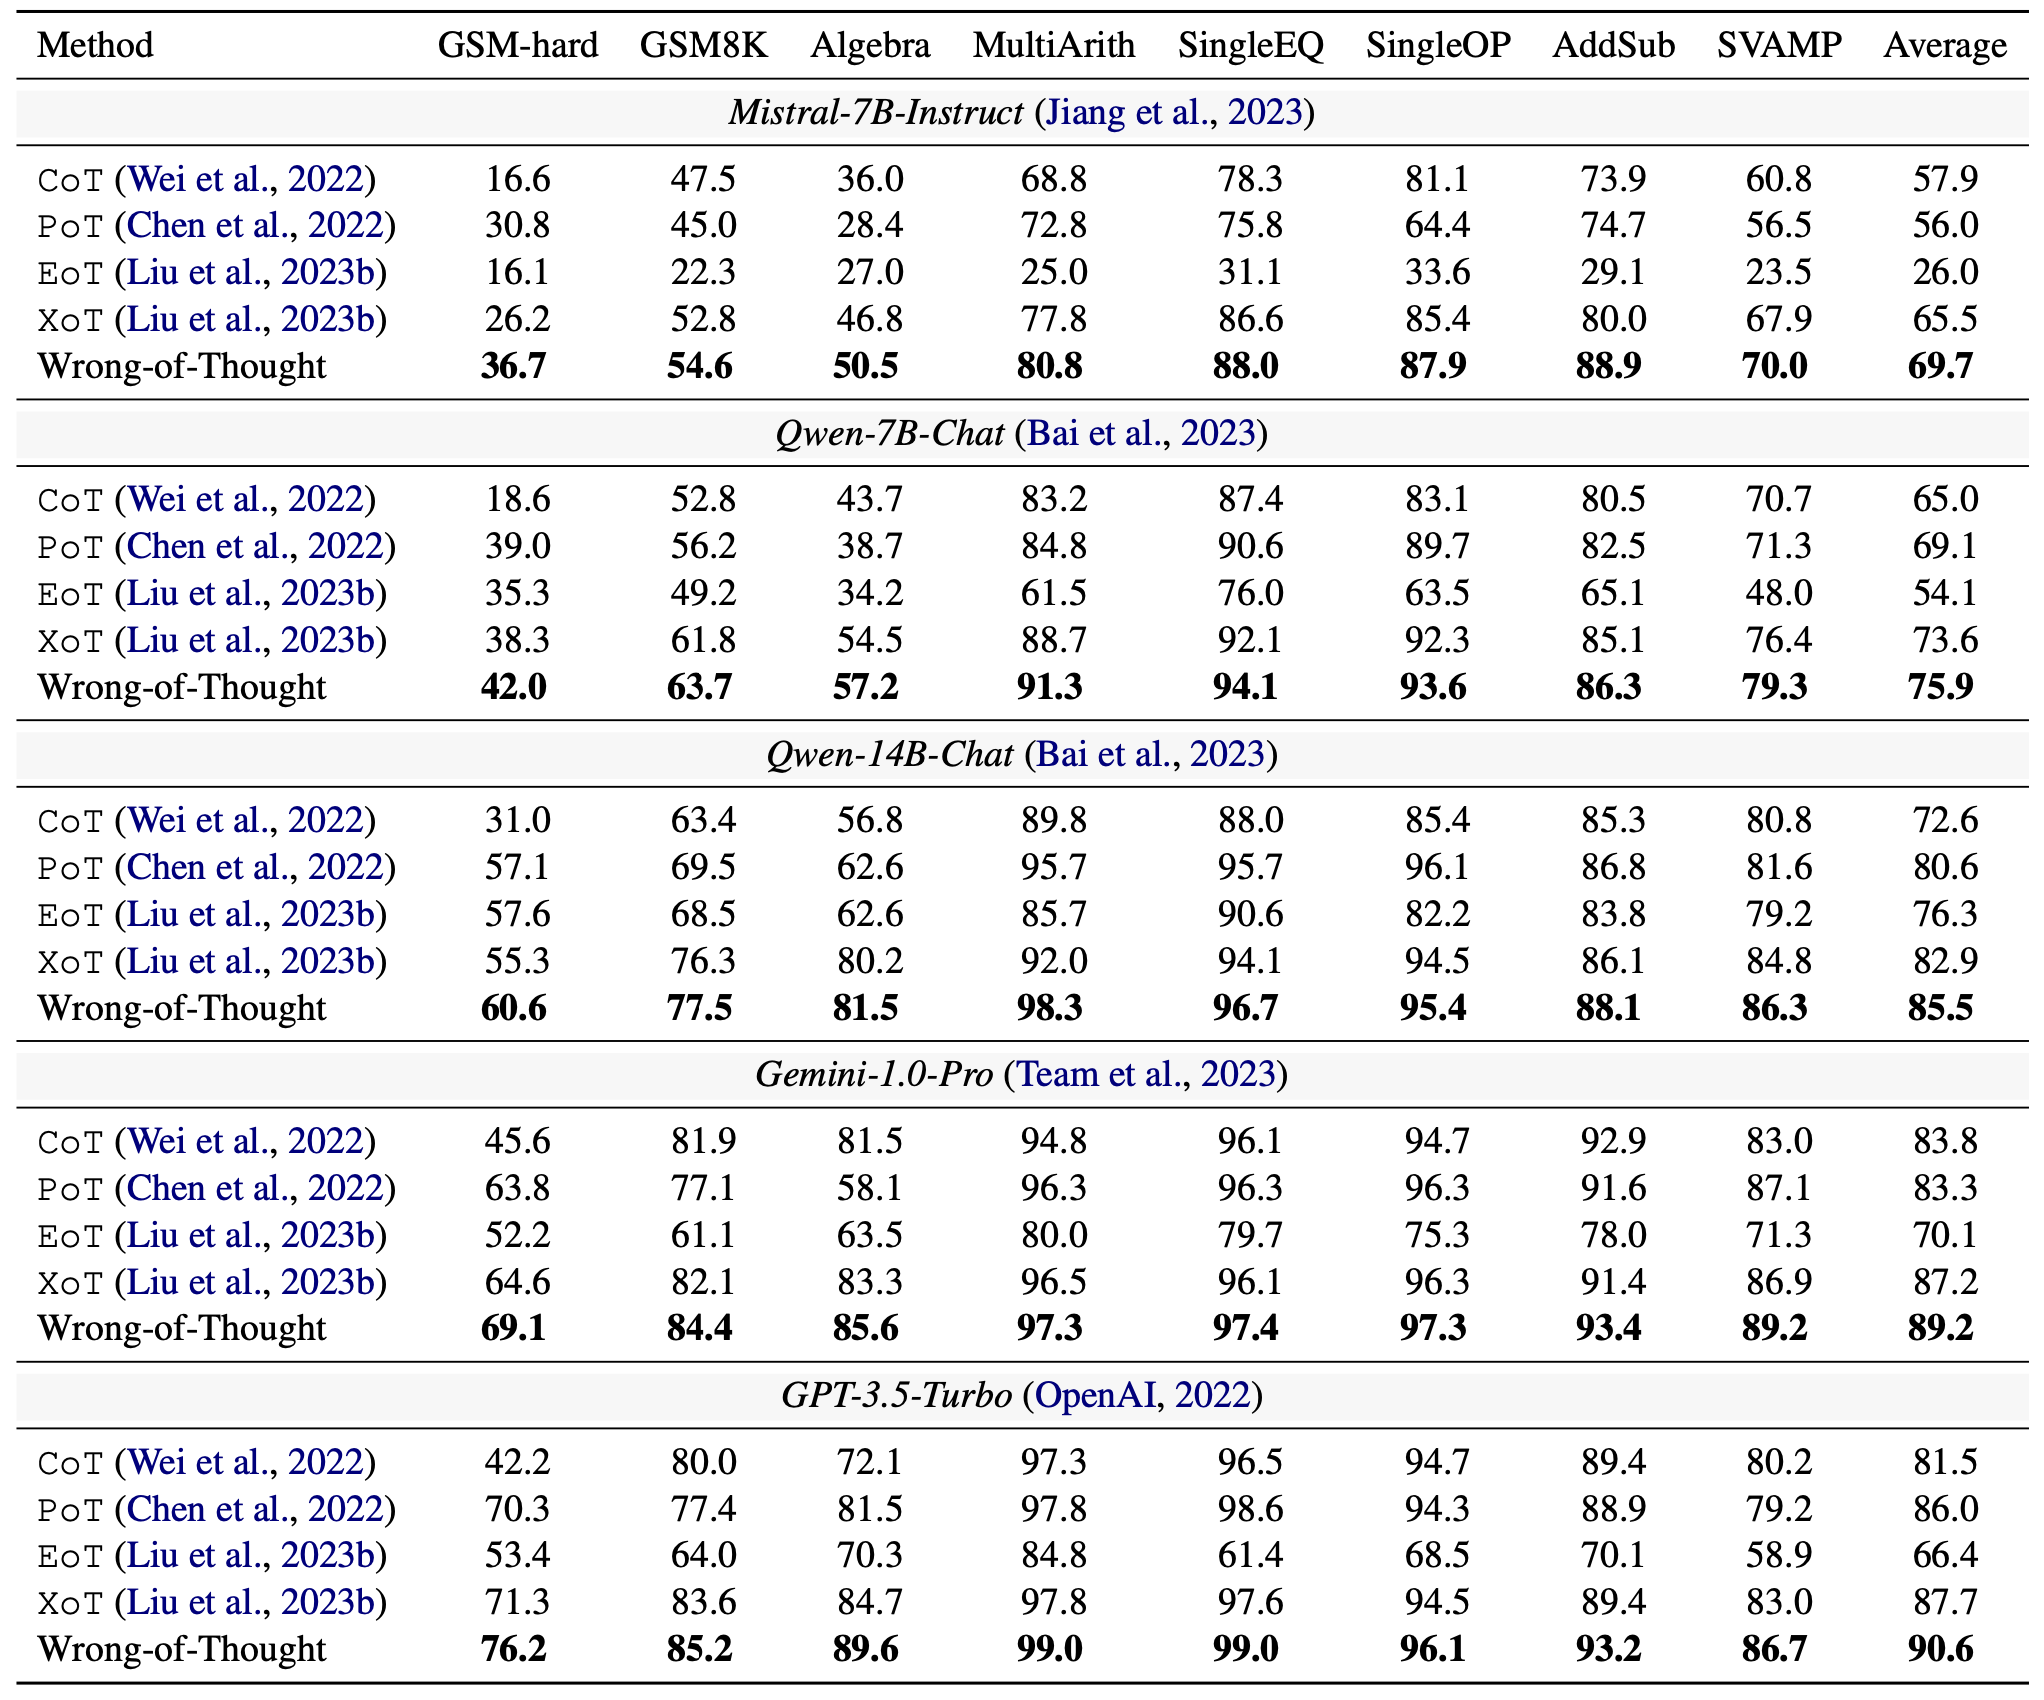 Method GSM-hard GSM8K Algebra MultiArith SingleEQ SingleOP AddSub SVAMP Average
Mistral-7B-Instruct (Jiang et al., 2023)
CoT (Wei et al., 2022) 16.6 47.5 36.0 68.8 78.3 81.1 73.9 60.8 57.9
PoT (Chen et al., 2022) 30.8 45.0 28.4 72.8 75.8 64.4 74.7 56.5 56.0
EoT (Liu et al., 2023b) 16.1 22.3 27.0 25.0 31.1 33.6 29.1 23.5 26.0
XoT (Liu et al., 2023b) 26.2 52.8 46.8 77.8 86.6 85.4 80.0 67.9 65.5
Wrong-of-Thought 36.7 54.6 50.5 80.8 88.0 87.9 88.9 70.0 69.7
Qwen-7B-Chat (Bai et al., 2023)
CoT (Wei et al., 2022) 18.6 52.8 43.7 83.2 87.4 83.1 80.5 70.7 65.0
PoT (Chen et al., 2022) 39.0 56.2 38.7 84.8 90.6 89.7 82.5 71.3 69.1
EoT (Liu et al., 2023b) 35.3 49.2 34.2 61.5 76.0 63.5 65.1 48.0 54.1
XoT (Liu et al., 2023b) 38.3 61.8 54.5 88.7 92.1 92.3 85.1 76.4 73.6
Wrong-of-Thought 42.0 63.7 57.2 91.3 94.1 93.6 86.3 79.3 75.9
Qwen-14B-Chat (Bai et al., 2023)
CoT (Wei et al., 2022) 31.0 63.4 56.8 89.8 88.0 85.4 85.3 80.8 72.6
PoT (Chen et al., 2022) 57.1 69.5 62.6 95.7 95.7 96.1 86.8 81.6 80.6
EoT (Liu et al., 2023b) 57.6 68.5 62.6 85.7 90.6 82.2 83.8 79.2 76.3
XoT (Liu et al., 2023b) 55.3 76.3 80.2 92.0 94.1 94.5 86.1 84.8 82.9
Wrong-of-Thought 60.6 77.5 81.5 98.3 96.7 95.4 88.1 86.3 85.5
Gemini-1.0-Pro (Team et al., 2023)
CoT (Wei et al., 2022) 45.6 81.9 81.5 94.8 96.1 94.7 92.9 83.0 83.8
PoT (Chen et al., 2022) 63.8 77.1 58.1 96.3 96.3 96.3 91.6 87.1 83.3
EoT (Liu et al., 2023b) 52.2 61.1 63.5 80.0 79.7 75.3 78.0 71.3 70.1
XoT (Liu et al., 2023b) 64.6 82.1 83.3 96.5 96.1 96.3 91.4 86.9 87.2
Wrong-of-Thought 69.1 84.4 85.6 97.3 97.4 97.3 93.4 89.2 89.2
GPT-3.5-Turbo (OpenAI, 2022)
CoT (Wei et al., 2022) 42.2 80.0 72.1 97.3 96.5 94.7 89.4 80.2 81.5
PoT (Chen et al., 2022) 70.3 77.4 81.5 97.8 98.6 94.3 88.9 79.2 86.0
EoT (Liu et al., 2023b) 53.4 64.0 70.3 84.8 61.4 68.5 70.1 58.9 66.4
XoT (Liu et al., 2023b) 71.3 83.6 84.7 97.8 97.6 94.5 89.4 83.0 87.7
Wrong-of-Thought 76.2 85.2 89.6 99.0 99.0 96.1 93.2 86.7 90.6